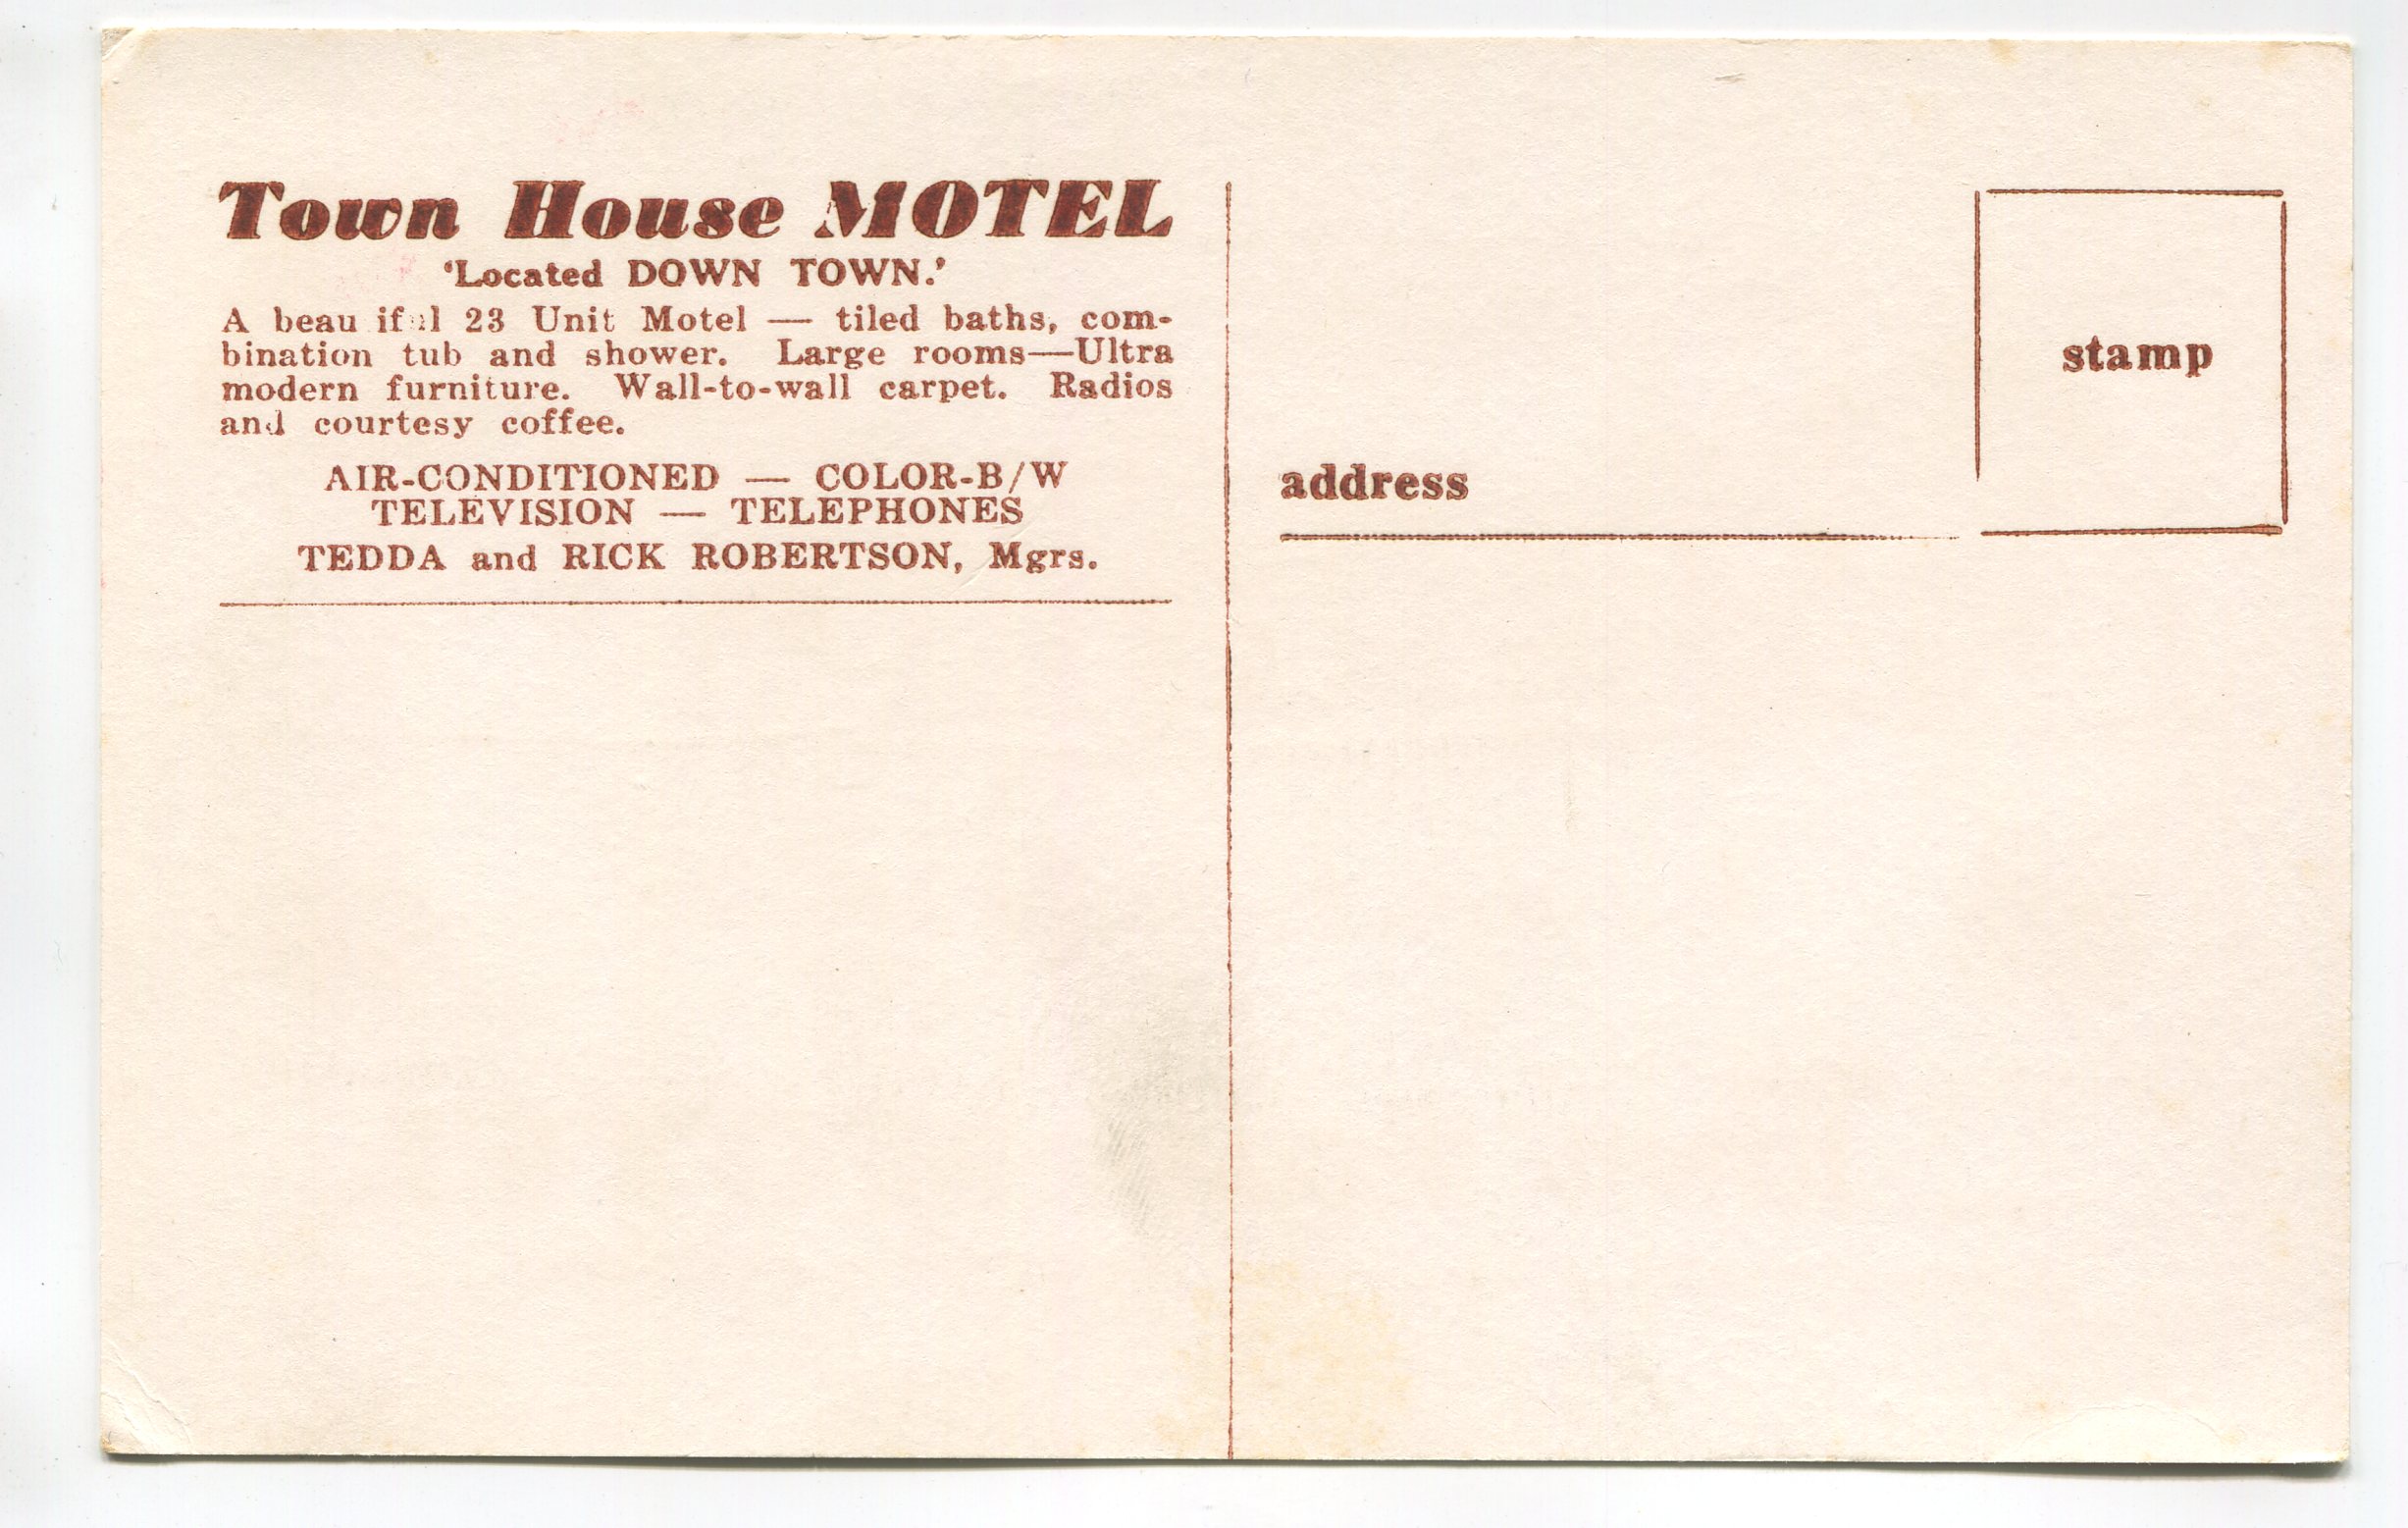 Town House MOTEL
'Located DOWN TOWN.'
A beau iful 23 Unit Motel — tiled baths, com-
bination tub and shower. Large rooms—Ultra
modern furniture. Wall-to-wall carpet. Radios
and courtesy coffee.
AIR-CONDITIONED — COLOR-B/W
TELEVISION — TELEPHONES
TEDDA and RICK ROBERTSON, Mgrs.
stamp
address